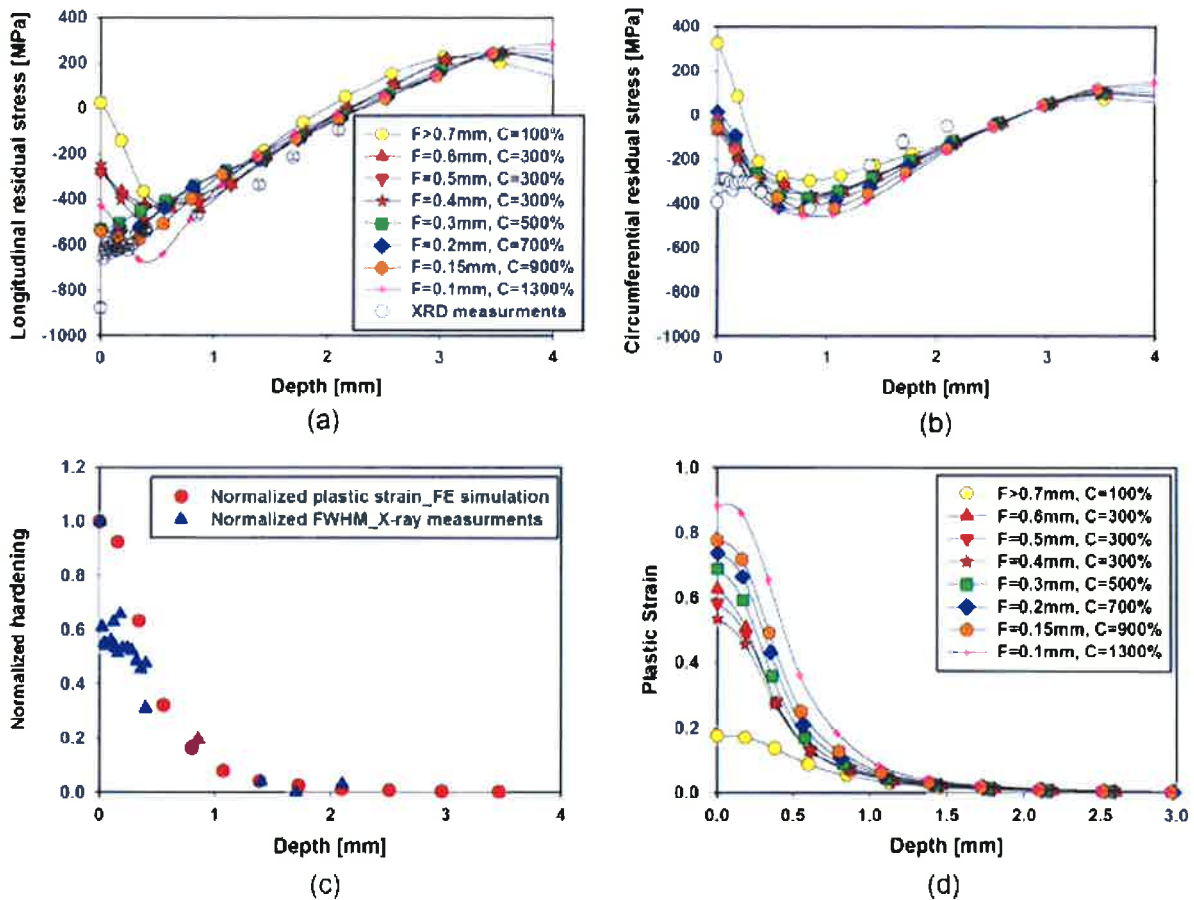 Longitudinal residual stress [MPa]
400
200
0
-200
-400
-600
-800
-1000
0
1
2
3
4
Depth [mm]
F>0.7mm, C=100%
F=0.6mm, C=300%
F=0.5mm, C=300%
F=0.4mm, C=300%
F=0.3mm, C=500%
F=0.2mm, C=700%
F=0.15mm, C=900%
F=0.1mm, C=1300%
XRD measurments
(a)
Circumferential residual stress [MPa]
400
200
0
-200
-400
-600
-800
-1000
0
1
2
3
4
Depth [mm]
(b)
Normalized hardening
1.2
1.0
0.8
0.6
0.4
0.2
0.0
0
1
2
3
4
Depth [mm]
Normalized plastic strain_FE simulation
Normalized FWHM_X-ray measurments
(c)
Plastic Strain
1.0
0.8
0.6
0.4
0.2
0.0
0.0
0.5
1.0
1.5
2.0
2.5
3.0
Depth [mm]
F>0.7mm, C=100%
F=0.6mm, C=300%
F=0.5mm, C=300%
F=0.4mm, C=300%
F=0.3mm, C=500%
F=0.2mm, C=700%
F=0.15mm, C=900%
F=0.1mm, C=1300%
(d)